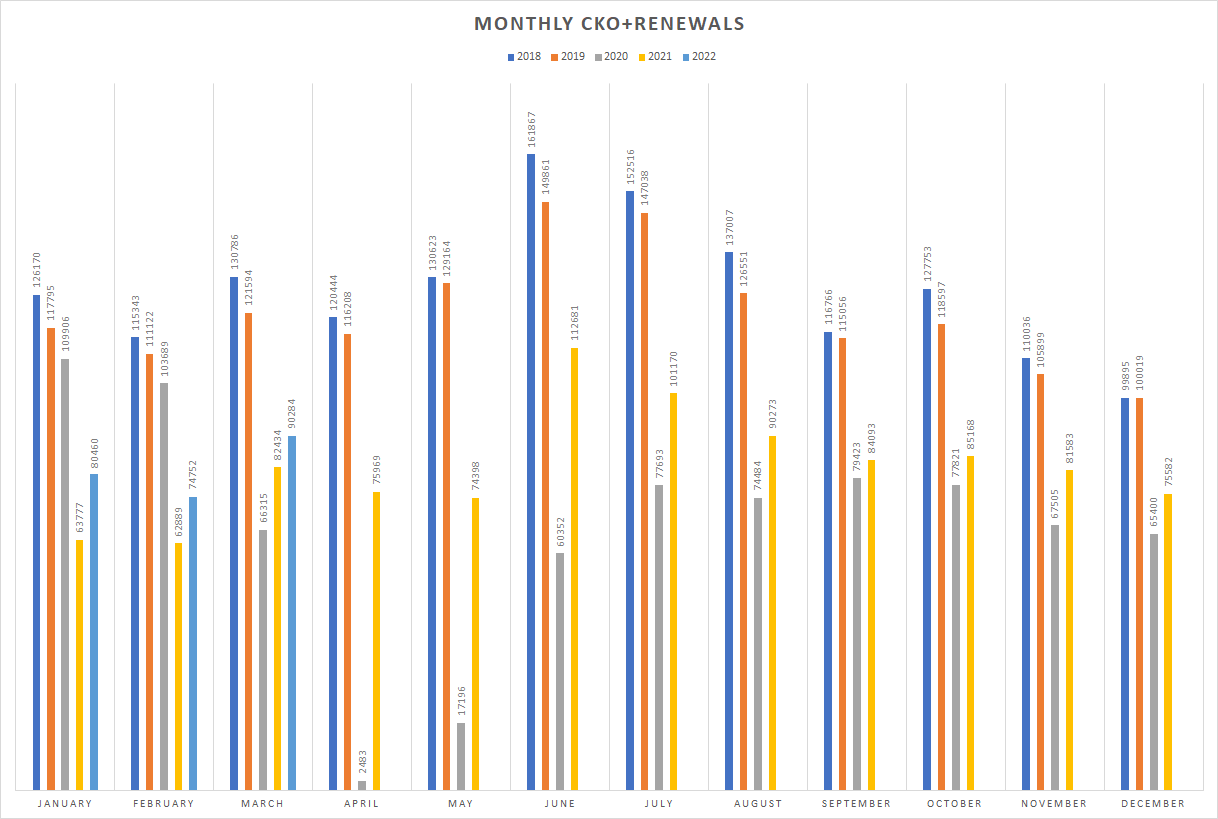 MONTHLY CKO+RENEWALS
2018 2019 2020 2021 2022
126170 117795 109906 63777 80460
115343 111122 103689 62889 74752
130786 121594 66315 82434 90284
120444 116208 2483 75969
130623 129164 17196 74398
161867 149861 60352 112681
152516 147038 77693 101170
137007 126551 74484 90273
116766 115056 79423 84093
127753 118597 77821 85168
110036 105899 67505 81583
99895 100019 65400 75582
JANUARY FEBRUARY MARCH APRIL MAY JUNE JULY AUGUST SEPTEMBER OCTOBER NOVEMBER DECEMBER